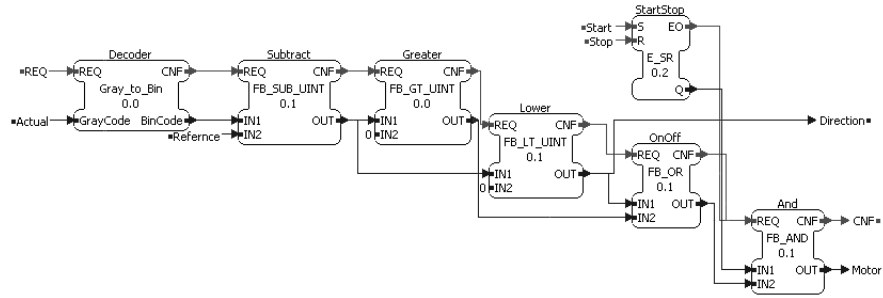 StartStop
Start
S
EO
Stop
R
E_SR
0.2
Q
Decoder
REQ
REQ
CNF
Gray_to_Bin
0.0
Actual
GrayCode
BinCode
Subtract
REQ
CNF
FB_SUB_UINT
0.1
IN1
OUT
Refernce
IN2
Greater
REQ
CNF
FB_GT_UINT
0.0
IN1
OUT
0
IN2
Lower
REQ
CNF
FB_LT_UINT
0.1
IN1
OUT
0
IN2
Direction
OnOff
REQ
CNF
FB_OR
0.1
IN1
OUT
IN2
And
REQ
CNF
CNF
FB_AND
0.1
IN1
OUT
Motor
IN2